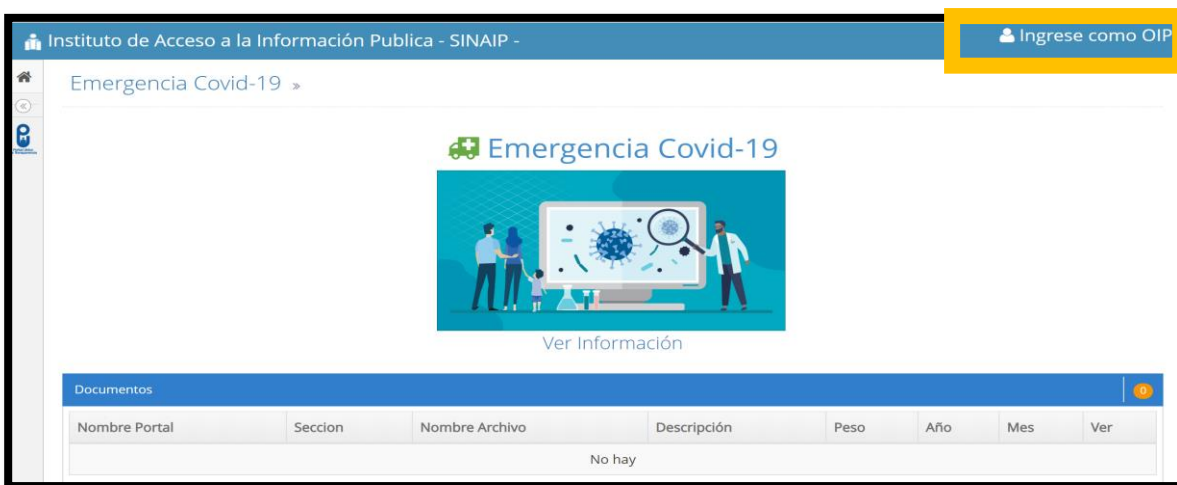 Instituto de Acceso a la Información Publica - SINAIP -
Ingrese como OIP
Emergencia Covid-19 »
Emergencia Covid-19
Ver Información
Documentos 0
Nombre Portal Seccion Nombre Archivo Descripción Peso Año Mes Ver
No hay